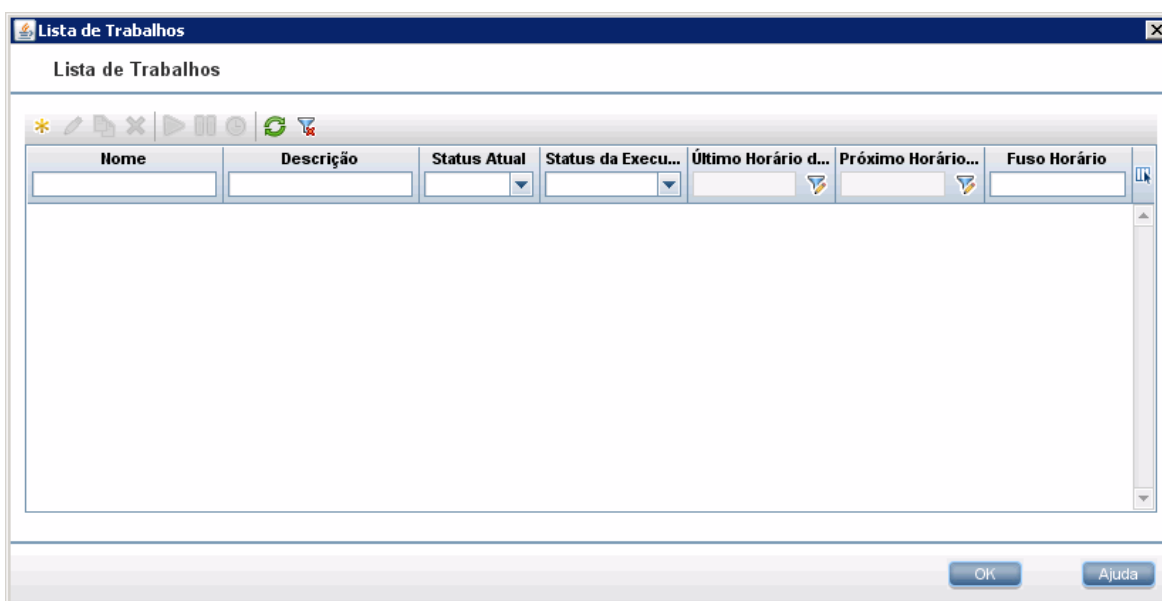 Lista de Trabalhos
Lista de Trabalhos
Nome Descrição Status Atual Status da Execu... Último Horário d... Próximo Horário... Fuso Horário
OK Ajuda